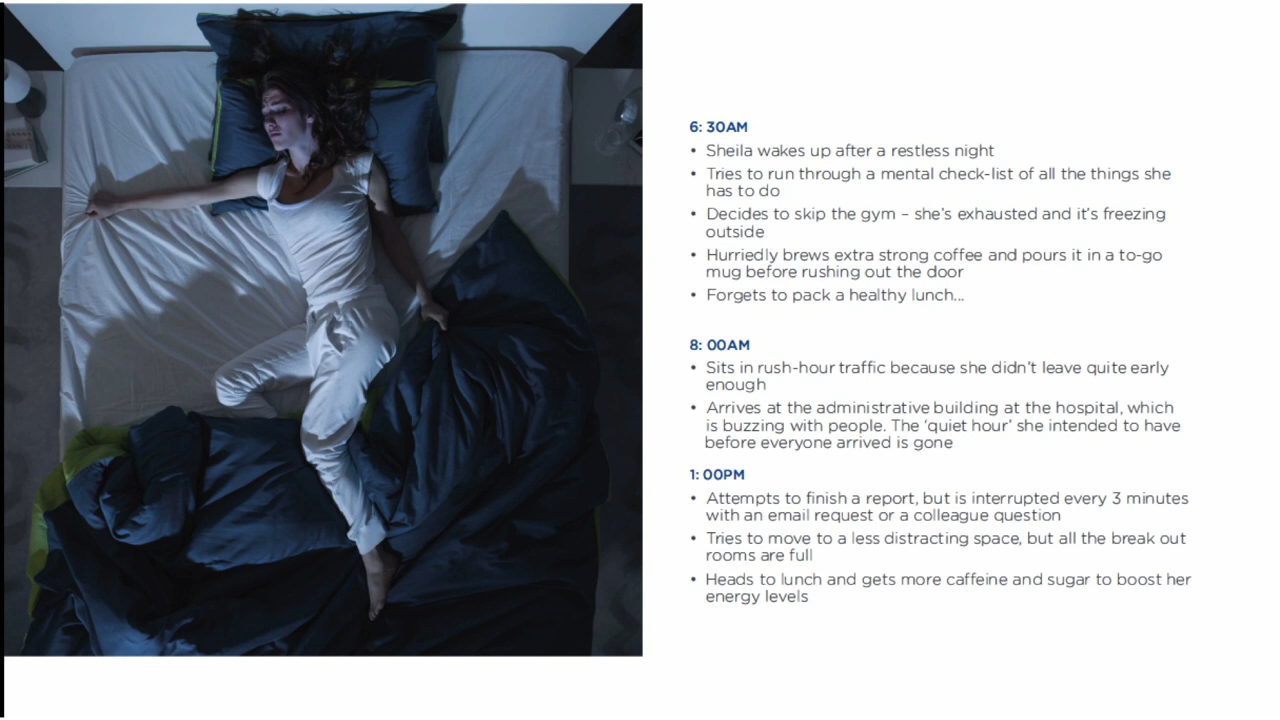 6: 30AM
• Sheila wakes up after a restless night
• Tries to run through a mental check-list of all the things she
has to do
• Decides to skip the gym – she’s exhausted and it’s freezing
outside
• Hurriedly brews extra strong coffee and pours it in a to-go
mug before rushing out the door
• Forgets to pack a healthy lunch...
8: 00AM
• Sits in rush-hour traffic because she didn’t leave quite early
enough
• Arrives at the administrative building at the hospital, which
is buzzing with people. The ‘quiet hour’ she intended to have
before everyone arrived is gone
1: 00PM
• Attempts to finish a report, but is interrupted every 3 minutes
with an email request or a colleague question
• Tries to move to a less distracting space, but all the break out
rooms are full
• Heads to lunch and gets more caffeine and sugar to boost her
energy levels